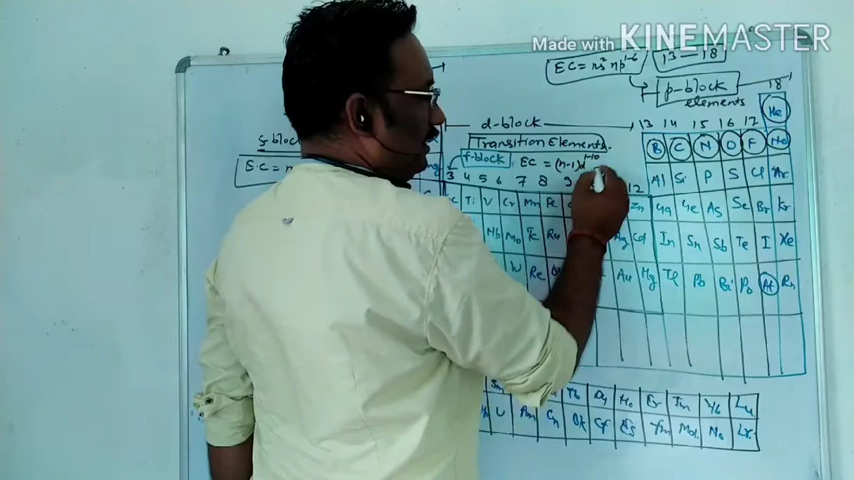 Made with KINEMASTER
EC = ns² np¹⁻⁶
13 — 18
p-block
elements
18
d-block
13 14 15 16 17
He
s-block
Transition Elements
B C N O F Ne
EC = n
f-block
EC = (n-1)d¹⁻¹⁰
3 4 5 6 7 8 9
12
Al Si P S Cl Ar
Ti V Cr Mn Fe
Zn Ga Ge As Se Br Kr
Nb Mo Tc Ru
Ag Cd In Sn Sb Te I Xe
W Re Os
Au Hg Tl Pb Bi Po At Rn
Sm
Tb Dy Ho Er Tm Yb Lu
U
Cm Bk Cf Es Fm Md No Lr